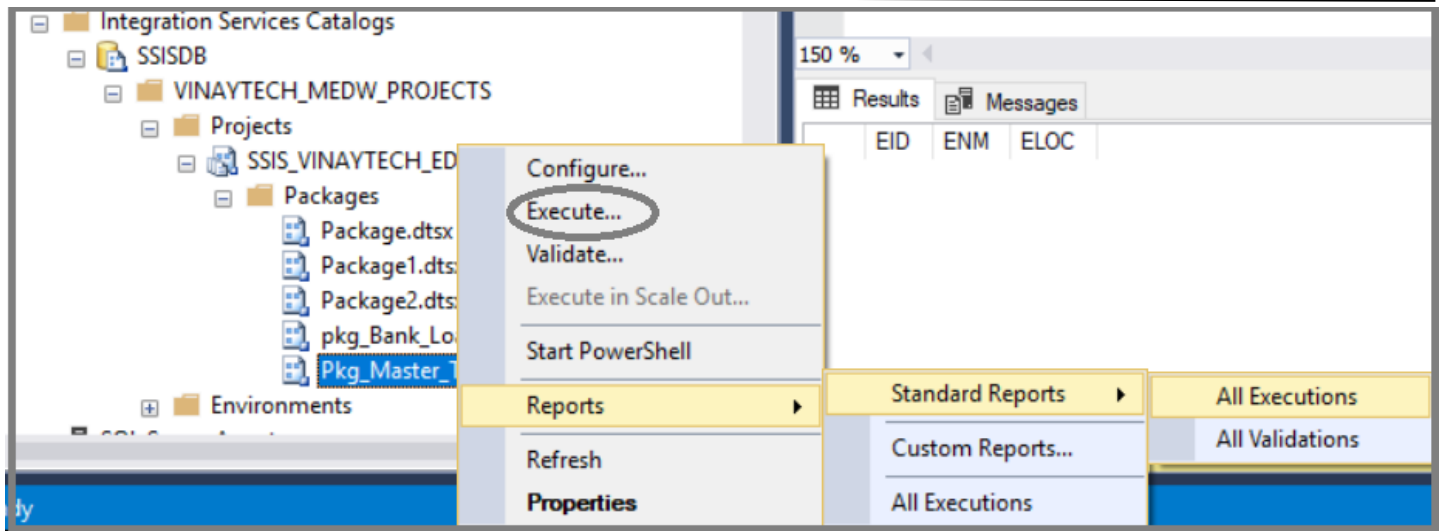 Integration Services Catalogs
SSISDB
VINAYTECH_MEDW_PROJECTS
Projects
SSIS_VINAYTECH_ED
Packages
Package.dtsx
Package1.dts
Package2.dts
pkg_Bank_Lo
Pkg_Master_T
Environments
Configure...
Execute...
Validate...
Execute in Scale Out...
Start PowerShell
Reports
Refresh
Properties
Standard Reports
Custom Reports...
All Executions
All Executions
All Validations
150 %
Results Messages
EID ENM ELOC
dy